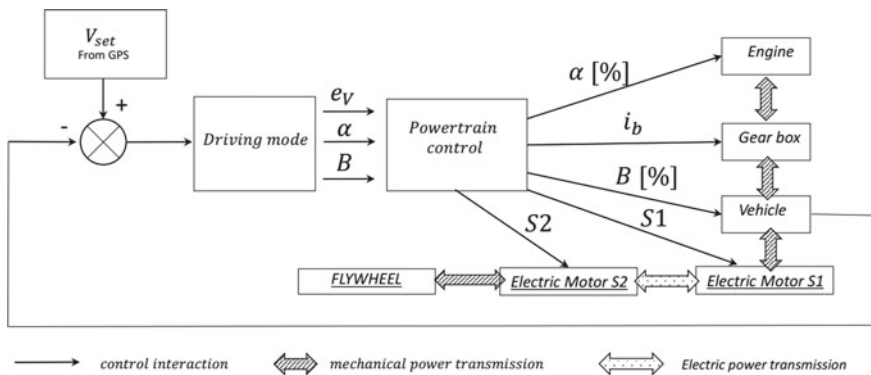 V_set
From GPS
+
-
Driving mode
e_V
α
B
Powertrain
control
α [%]
i_b
B [%]
S2
S1
Engine
Gear box
Vehicle
FLYWHEEL
Electric Motor S2
Electric Motor S1
control interaction
mechanical power transmission
Electric power transmission